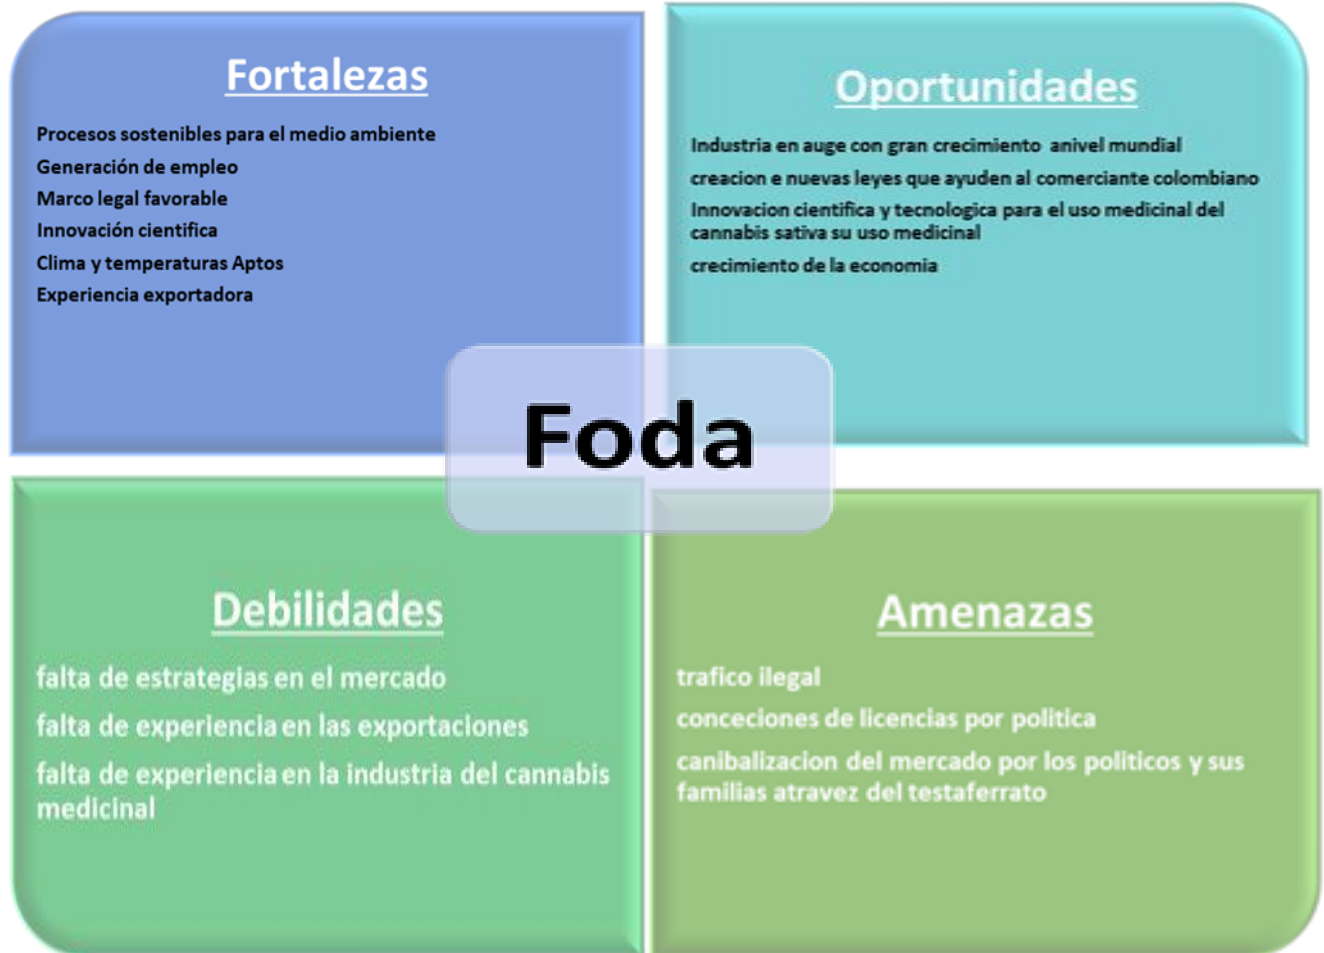 Fortalezas
Procesos sostenibles para el medio ambiente
Generación de empleo
Marco legal favorable
Innovación cientifica
Clima y temperaturas Aptos
Experiencia exportadora
Oportunidades
Industria en auge con gran crecimiento anivel mundial
creacion e nuevas leyes que ayuden al comerciante colombiano
Innovacion cientifica y tecnologica para el uso medicinal del
cannabis sativa su uso medicinal
crecimiento de la economia
Foda
Debilidades
falta de estrategias en el mercado
falta de experiencia en las exportaciones
falta de experiencia en la industria del cannabis
medicinal
Amenazas
trafico ilegal
conceciones de licencias por politica
canibalizacion del mercado por los politicos y sus
familias atravez del testaferrato